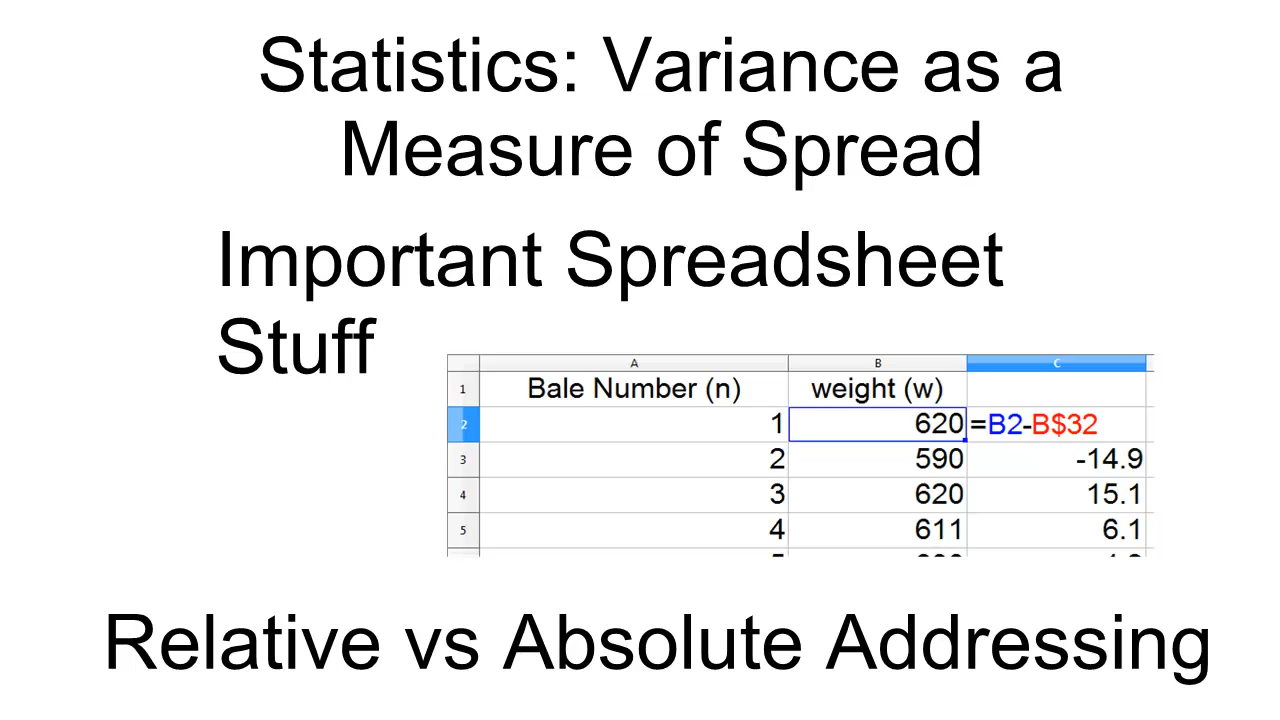 Statistics: Variance as a
Measure of Spread
Important Spreadsheet
Stuff
A B C
1 Bale Number (n) weight (w)
2 1 620 =B2-B$32
3 2 590 -14.9
4 3 620 15.1
5 4 611 6.1
Relative vs Absolute Addressing